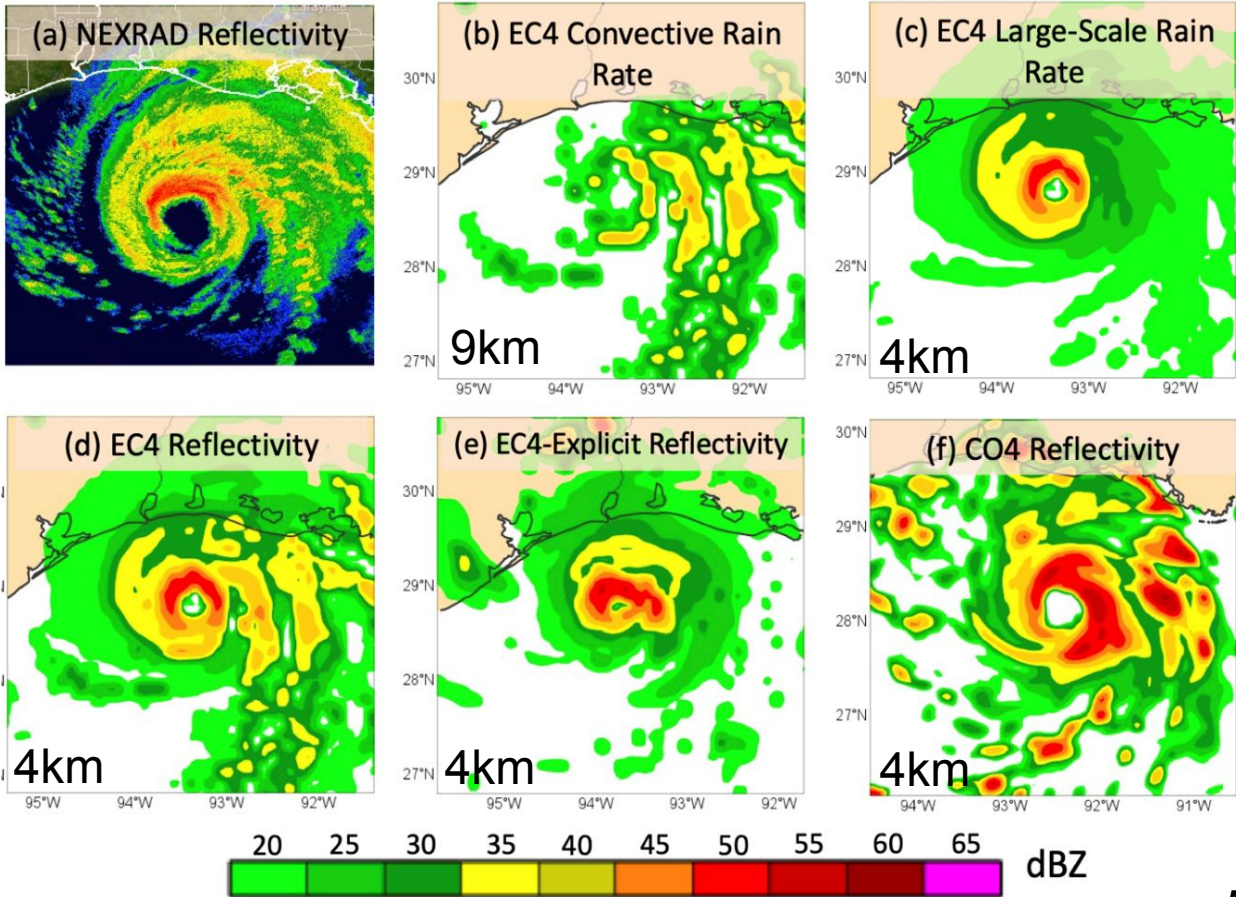 (a) NEXRAD Reflectivity
(b) EC4 Convective Rain
Rate
(c) EC4 Large-Scale Rain
Rate
30°N
29°N
28°N
27°N
9km
95°W 94°W 93°W 92°W
30°N
29°N
28°N
27°N
4km
95°W 94°W 93°W 92°W
(d) EC4 Reflectivity
(e) EC4-Explicit Reflectivity
(f) CO4 Reflectivity
4km
95°W 94°W 93°W 92°W
30°N
29°N
28°N
27°N
4km
95°W 94°W 93°W 92°W
30°N
29°N
28°N
27°N
4km
94°W 93°W 92°W 91°W
20 25 30 35 40 45 50 55 60 65
dBZ